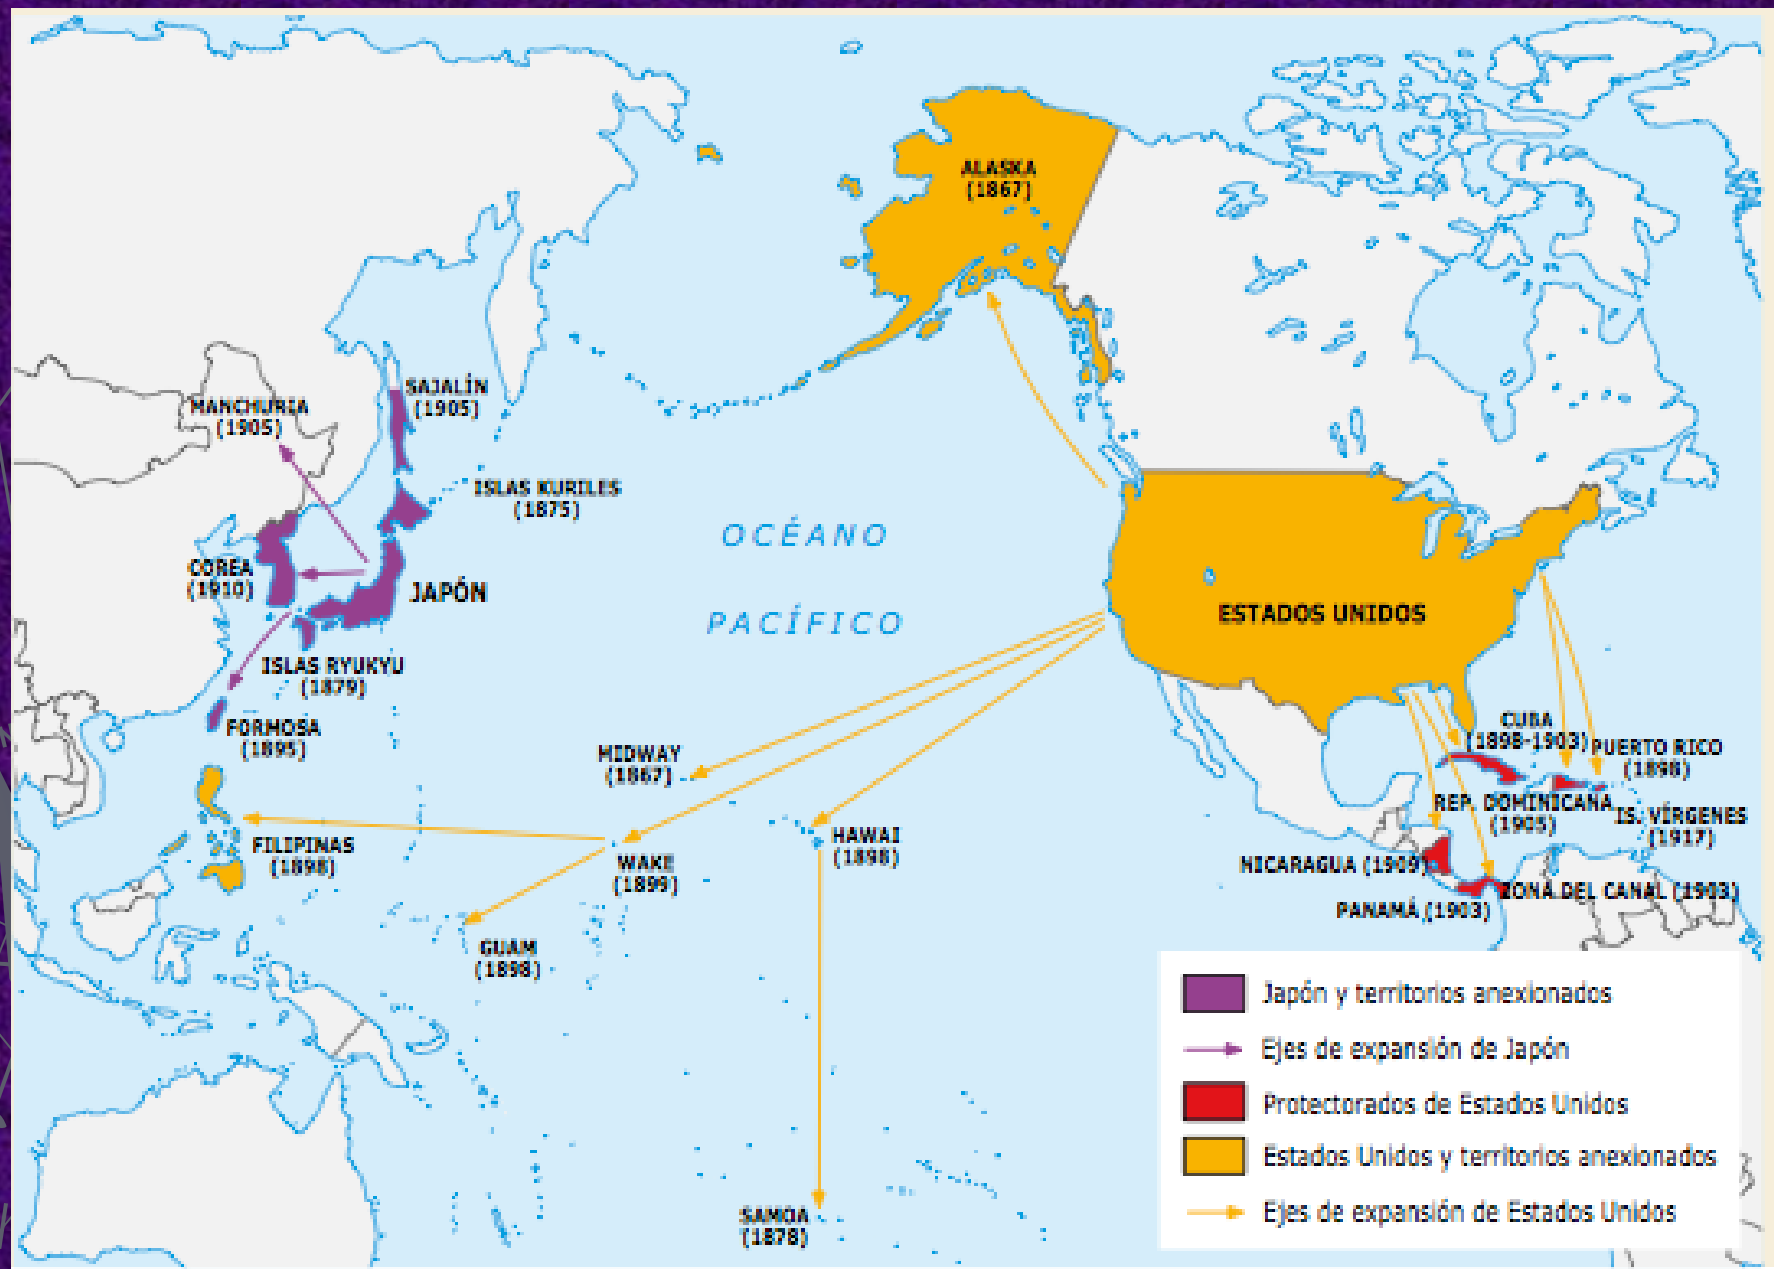 ALASKA
(1867)
SAJALÍN
(1905)
MANCHURIA
(1905)
ISLAS KURILES
(1875)
OCÉANO
PACÍFICO
COREA
(1910)
JAPÓN
ESTADOS UNIDOS
ISLAS RYUKYU
(1879)
FORMOSA
(1895)
MIDWAY
(1867)
CUBA
(1898-1903)
PUERTO RICO
(1898)
REP. DOMINICANA
(1905)
IS. VÍRGENES
(1917)
FILIPINAS
(1898)
WAKE
(1899)
HAWAI
(1898)
NICARAGUA (1909)
ZONA DEL CANAL (1903)
PANAMÁ (1903)
GUAM
(1898)
SAMOA
(1878)
Japón y territorios anexionados
Ejes de expansión de Japón
Protectorados de Estados Unidos
Estados Unidos y territorios anexionados
Ejes de expansión de Estados Unidos